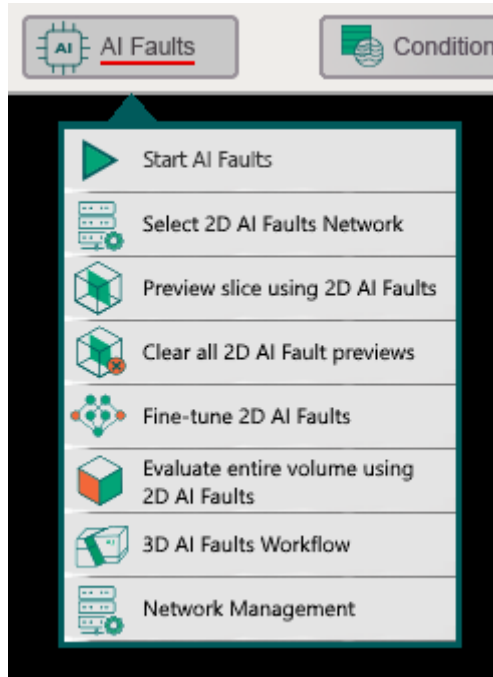 AI
AI Faults
Condition
Start AI Faults
Select 2D AI Faults Network
Preview slice using 2D AI Faults
Clear all 2D AI Fault previews
Fine-tune 2D AI Faults
Evaluate entire volume using
2D AI Faults
3D AI Faults Workflow
Network Management